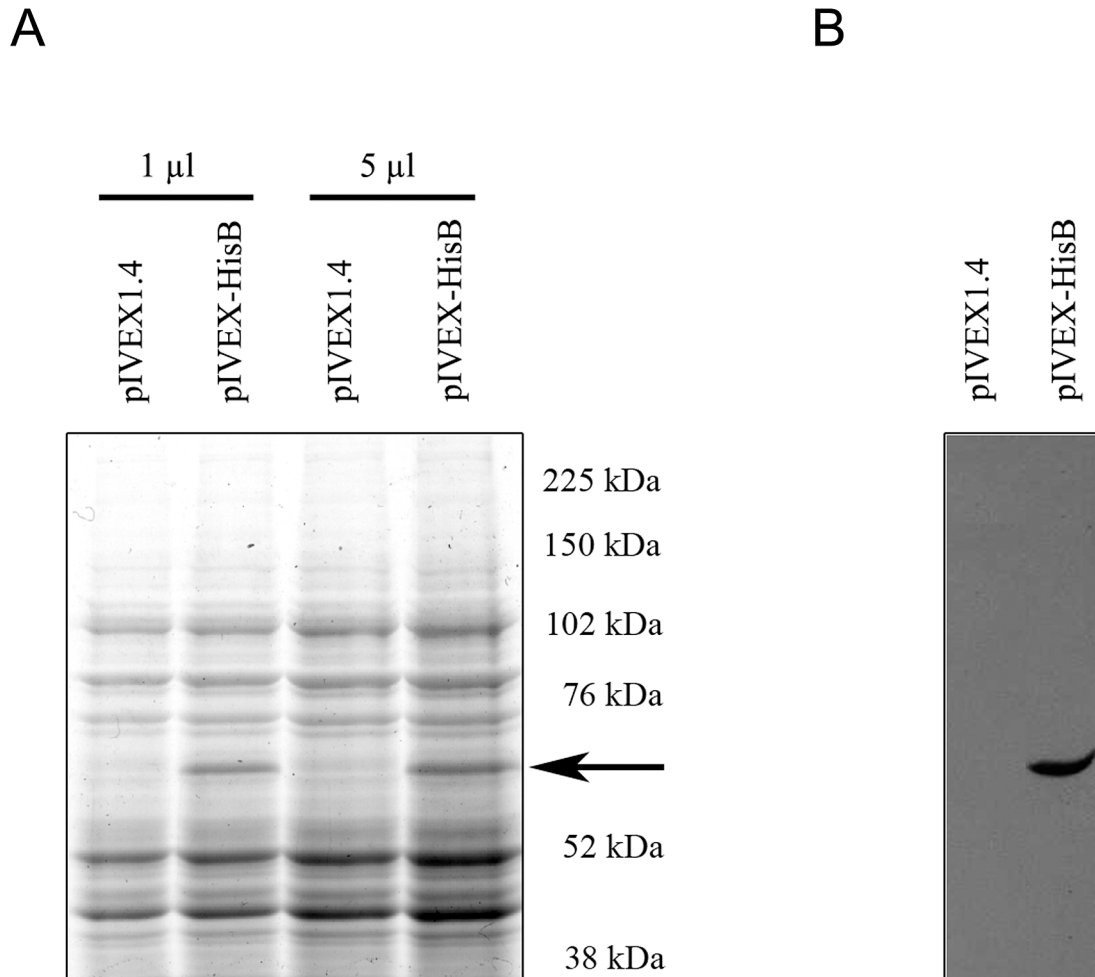 A
B
1 µl
5 µl
pIVEX1.4
pIVEX-HisB
pIVEX1.4
pIVEX-HisB
pIVEX1.4
pIVEX-HisB
225 kDa
150 kDa
102 kDa
76 kDa
52 kDa
38 kDa